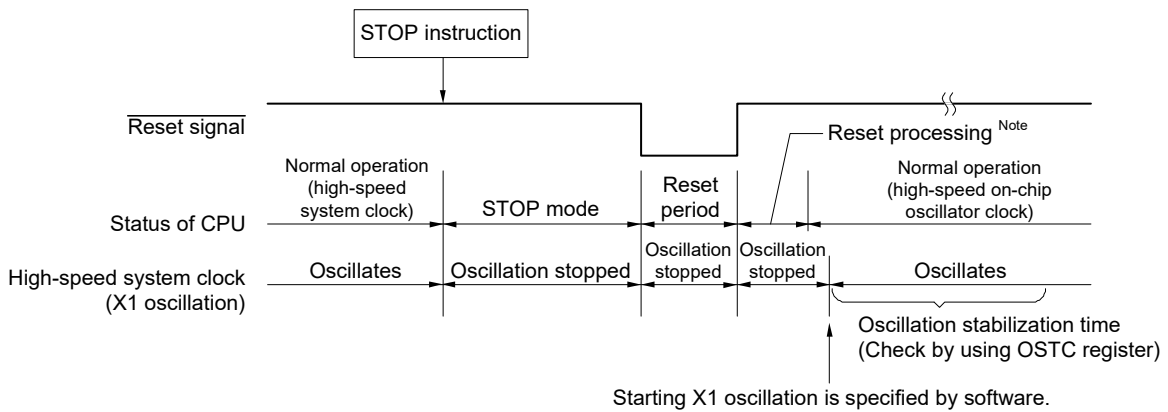 STOP instruction
Reset signal
Reset processing Note
Normal operation
(high-speed
system clock)
Reset
period
Normal operation
(high-speed on-chip
oscillator clock)
Status of CPU
STOP mode
High-speed system clock
(X1 oscillation)
Oscillates
Oscillation stopped
Oscillation
stopped
Oscillation
stopped
Oscillates
Oscillation stabilization time
(Check by using OSTC register)
Starting X1 oscillation is specified by software.